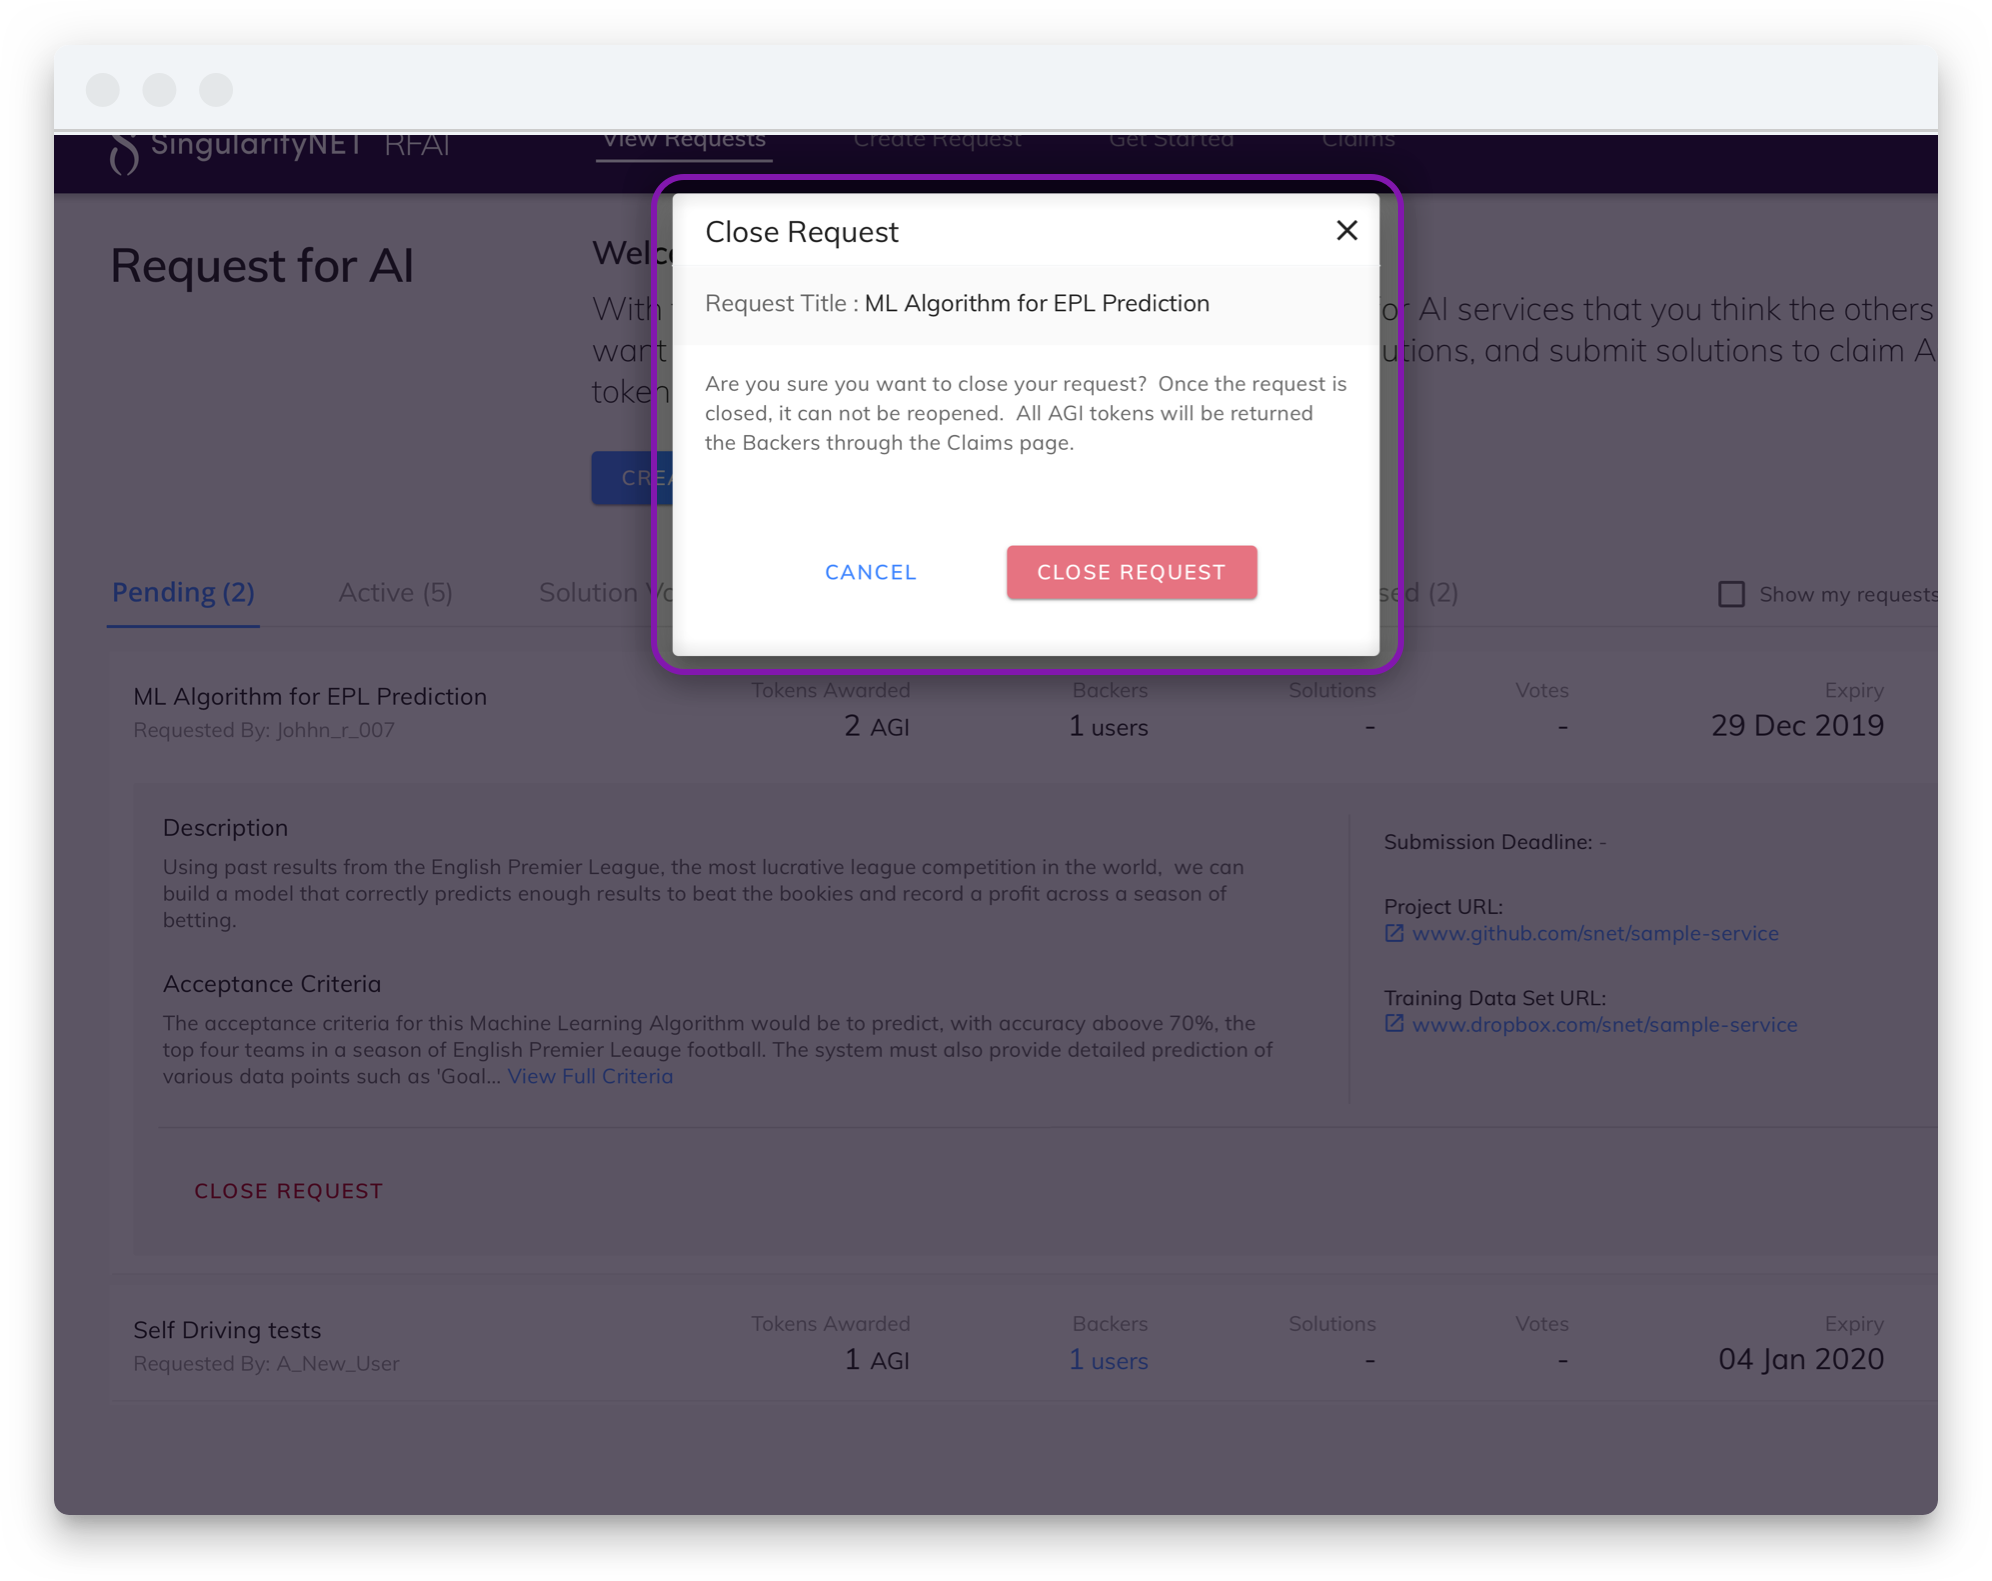 SingularityNET RFAI
View Requests Create Request Get Started Claims
Close Request
Request Title : ML Algorithm for EPL Prediction
Are you sure you want to close your request?  Once the request is
closed, it can not be reopened.  All AGI tokens will be returned
the Backers through the Claims page.
CANCEL CLOSE REQUEST
Request for AI
With
or AI services that you think the others
want
utions, and submit solutions to claim A
token
Pending (2) Active (5) Solution (2) Show my requests
ML Algorithm for EPL Prediction
Requested By: Johhn_r_007
Tokens Awarded
2 AGI
Backers
1 users
Solutions
-
Votes
-
Expiry
29 Dec 2019
Description
Using past results from the English Premier League, the most lucrative league competition in the world,  we can
build a model that correctly predicts enough results to beat the bookies and record a profit across a season of
betting.
Acceptance Criteria
The acceptance criteria for this Machine Learning Algorithm would be to predict, with accuracy aboove 70%, the
top four teams in a season of English Premier Leauge football. The system must also provide detailed prediction of
various data points such as 'Goal... View Full Criteria
Submission Deadline: -
Project URL:
www.github.com/snet/sample-service
Training Data Set URL:
www.dropbox.com/snet/sample-service
CLOSE REQUEST
Self Driving tests
Requested By: A_New_User
Tokens Awarded
1 AGI
Backers
1 users
Solutions
-
Votes
-
Expiry
04 Jan 2020